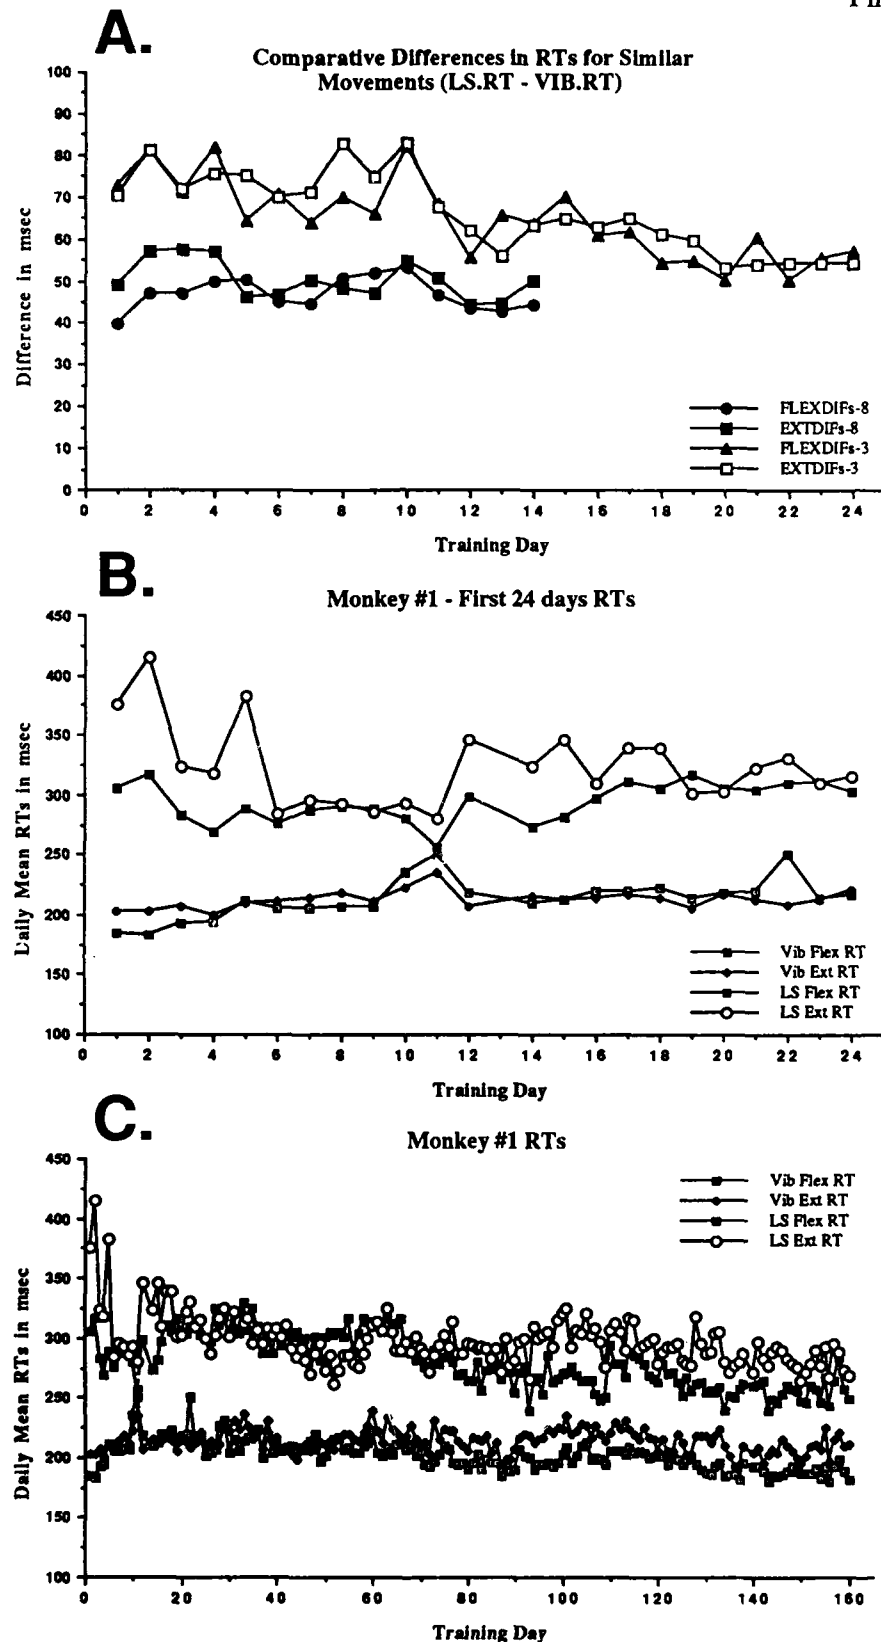 A.
Comparative Differences in RTs for Similar
Movements (LS.RT - VIB.RT)
100
90
80
70
60
50
40
30
20
10
0
Difference in msec
FLEXDIFs-8
EXTDIFs-8
FLEXDIFs-3
EXTDIFs-3
0 2 4 6 8 10 12 14 16 18 20 22 24
Training Day
B.
Monkey #1 - First 24 days RTs
450
400
350
300
250
200
150
100
Daily Mean RTs in msec
Vib Flex RT
Vib Ext RT
LS Flex RT
LS Ext RT
0 2 4 6 8 10 12 14 16 18 20 22 24
Training Day
C.
Monkey #1 RTs
450
400
350
300
250
200
150
100
Daily Mean RTs in msec
Vib Flex RT
Vib Ext RT
LS Flex RT
LS Ext RT
0 20 40 60 80 100 120 140 160
Training Day